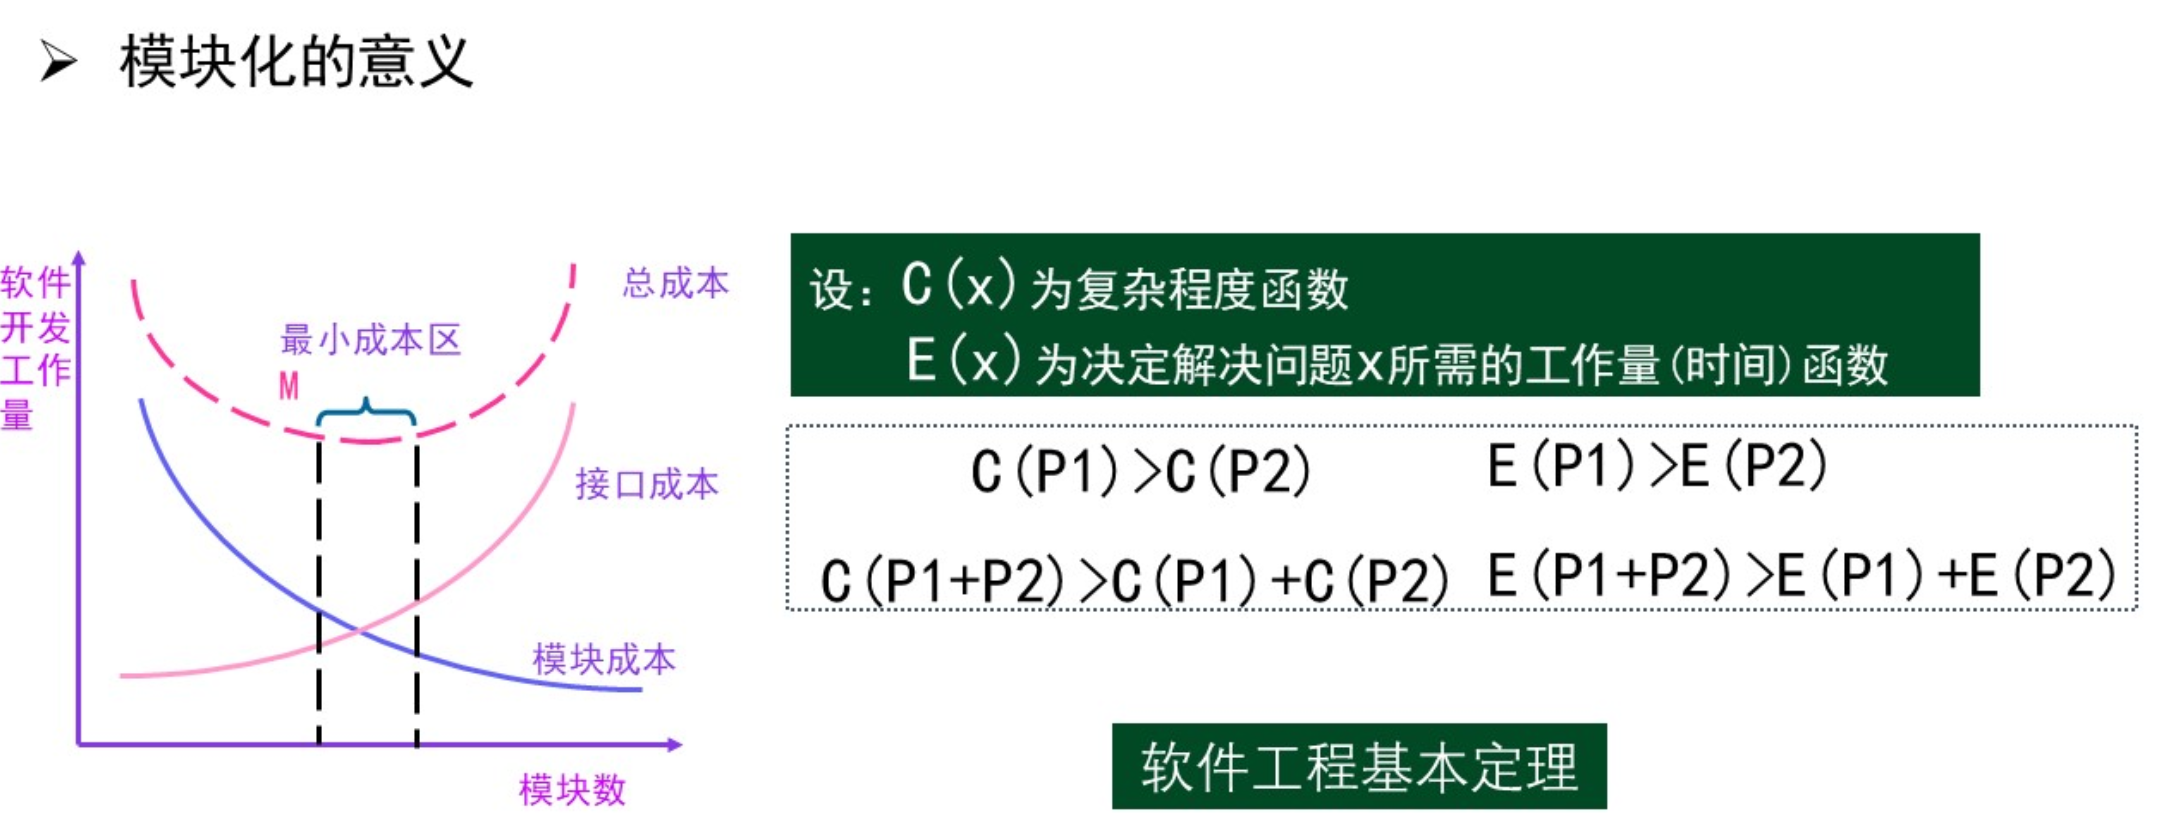 模块化的意义
软件
开发
工作
量
总成本
最小成本区
M
接口成本
模块成本
模块数
设: C(x)为复杂程度函数
E(x)为决定解决问题x所需的工作量(时间)函数
C(P1)>C(P2) E(P1)>E(P2)
C(P1+P2)>C(P1)+C(P2) E(P1+P2)>E(P1)+E(P2)
软件工程基本定理